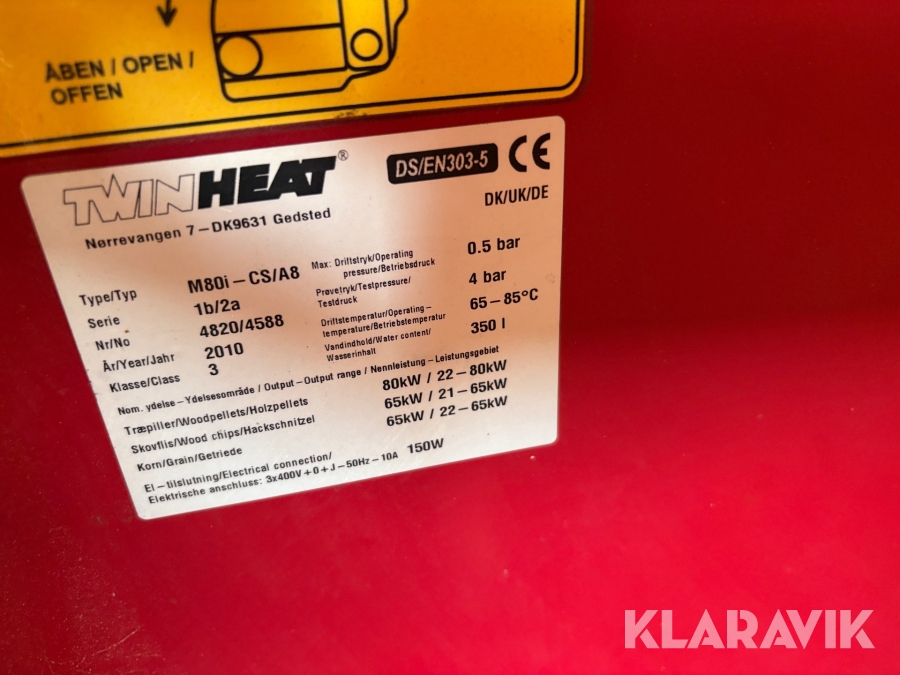 ÅBEN / OPEN /
OFFEN
TWINHEAT®
DS/EN303-5 CE
Nørrevangen 7 – DK9631 Gedsted
DK/UK/DE
Type/Typ M80i – CS/A8
Serie 1b/2a
Nr/No 4820/4588
År/Year/Jahr 2010
Klasse/Class 3
Max: Driftstryk/Operating
pressure/Betriebsdruck 0.5 bar
Prøvetryk/Testpressure/
Testdruck 4 bar
Driftstemperatur/Operating –
temperature/Betriebstemperatur 65 – 85°C
Vandindhold/Water content/
Wasserinhalt 350 l
Nom. ydelse – Ydelsesområde / Output – Output range / Nennleistung – Leistungsgebiet
Træpiller/Woodpellets/Holzpellets 80kW / 22 – 80kW
Skovflis/Wood chips/Hackschnitzel 65kW / 21 – 65kW
Korn/Grain/Getriede 65kW / 22 – 65kW
El – tilslutning/Electrical connection/
Elektrische anschluss: 3x400V + 0 + J – 50Hz – 10A 150W
KLARAVIK